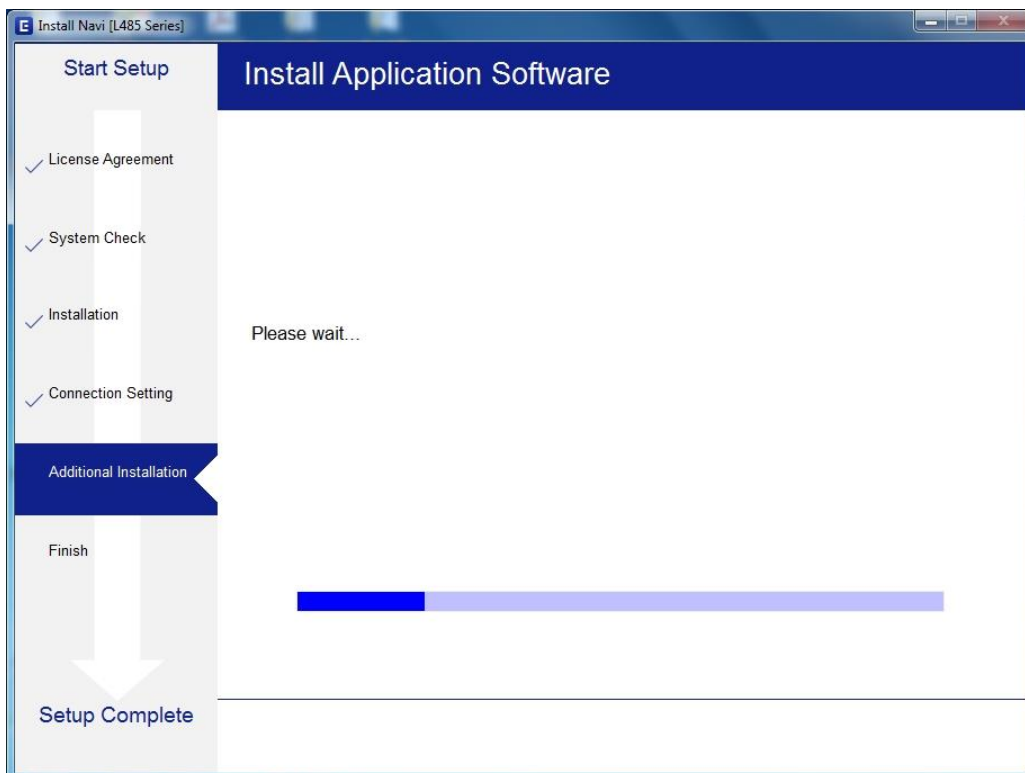 Install Navi [L485 Series]
Start Setup
Install Application Software
License Agreement
System Check
Installation
Please wait...
Connection Setting
Additional Installation
Finish
Setup Complete